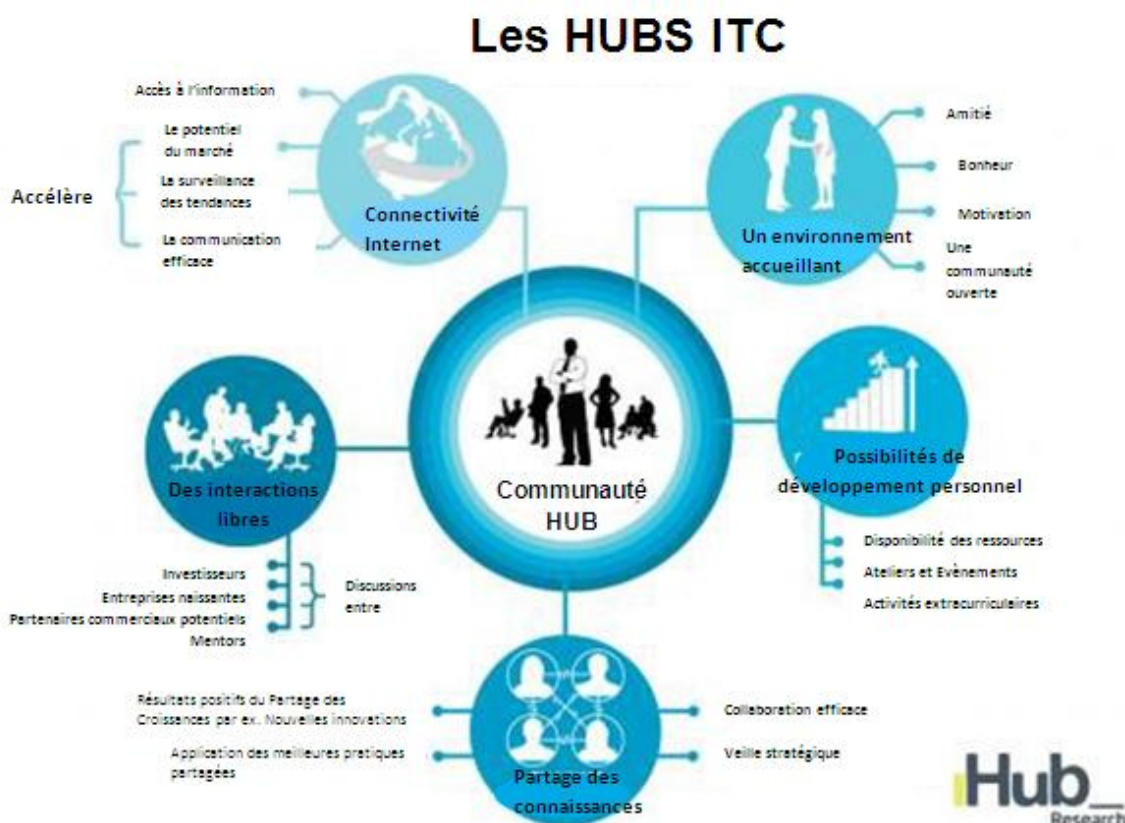 Les HUBS ITC
Accès à l'information
Le potentiel
du marché
Accélère
La surveillance
des tendances
La communication
efficace
Connectivité
Internet
Amitié
Bonheur
Motivation
Une
communauté
ouverte
Un environnement
accueillant
Des interactions
libres
Investisseurs
Entreprises naissantes
Partenaires commerciaux potentiels
Mentors
Discussions
entre
Communauté
HUB
Possibilités de
développement personnel
Disponibilité des ressources
Ateliers et Evènements
Activités extracurriculaires
Résultats positifs du Partage des
Croissances par ex. Nouvelles innovations
Application des meilleures pratiques
partagées
Collaboration efficace
Veille stratégique
Partage des
connaissances
iHub_
Research